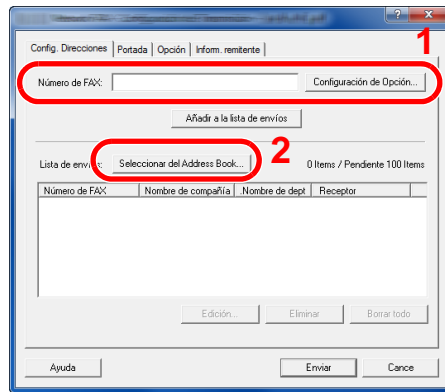 1
Config. Direcciones Portada Opción Inform. remitente
Número de FAX: Configuración de Opción...
Añadir a la lista de envíos
2
Lista de envíos: Seleccionar del Address Book... 0 Items / Pendiente 100 Items
Número de FAX Nombre de compañía .Nombre de dept Receptor
Edición... Eliminar Borrar todo
Ayuda Enviar Cance